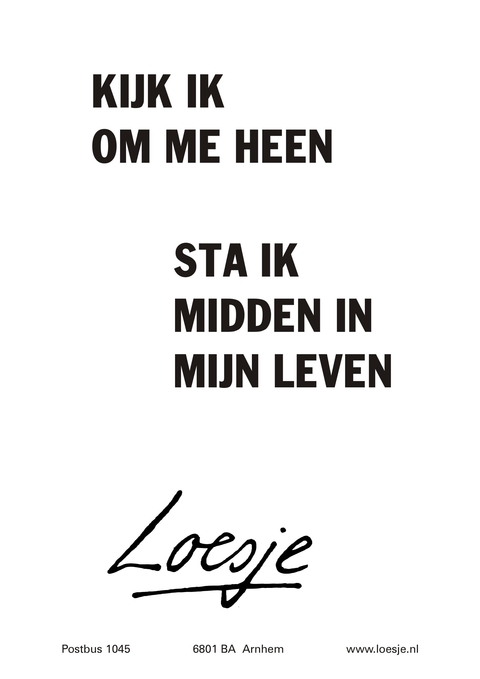 KIJK IK
OM ME HEEN
STA IK
MIDDEN IN
MIJN LEVEN
Loesje
Postbus 1045 6801 BA Arnhem www.loesje.nl